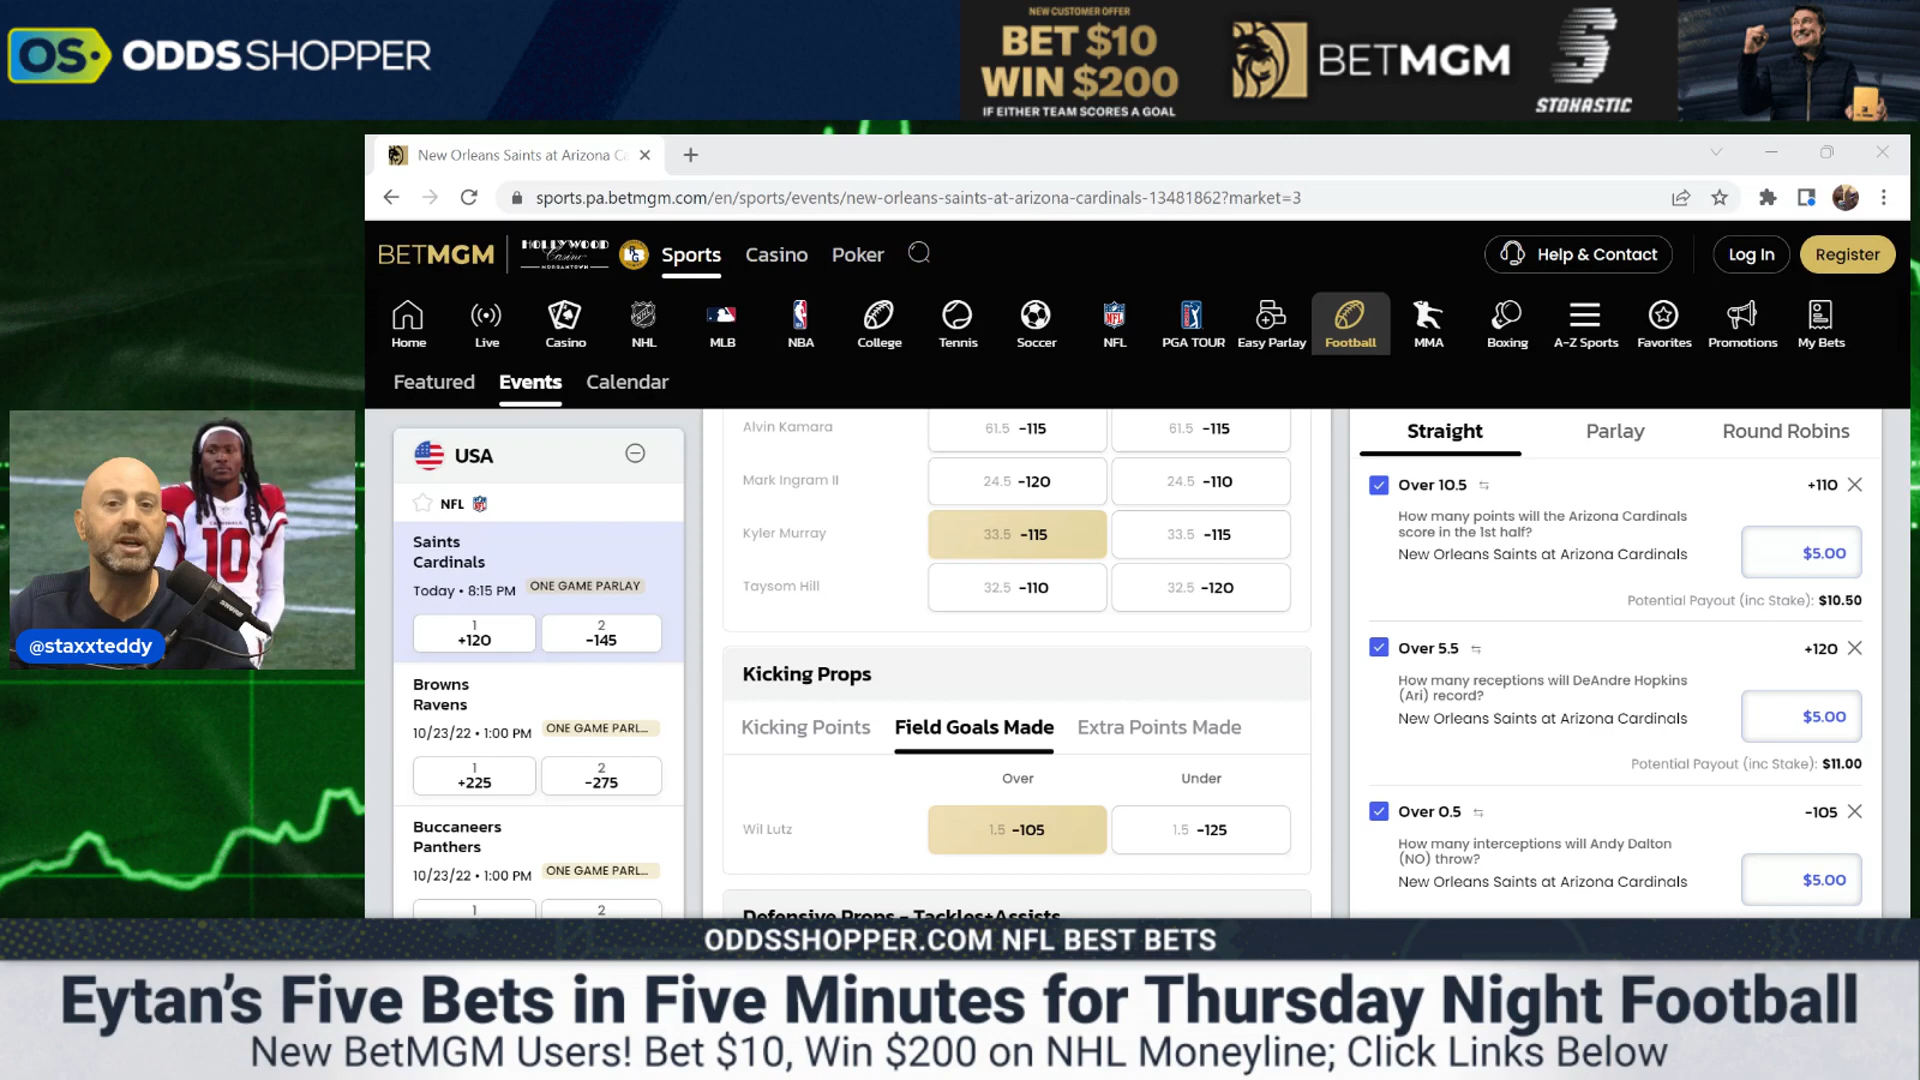 OS. ODDSSHOPPER
NEW CUSTOMER OFFER
BET $10
WIN $200
IF EITHER TEAM SCORES A GOAL
BETMGM
STOKASTIC
New Orleans Saints at Arizona C
sports.pa.betmgm.com/en/sports/events/new-orleans-saints-at-arizona-cardinals-13481862?market=3
BETMGM
HOLLYWOOD
Casino
MORGANTOWN
RG
Sports Casino Poker
Help & Contact
Log In
Register
Home Live Casino NHL MLB NBA College Tennis Soccer NFL PGA TOUR Easy Parlay Football MMA Boxing A-Z Sports Favorites Promotions My Bets
Featured Events Calendar
USA
NFL
Saints
Cardinals
Today • 8:15 PM ONE GAME PARLAY
1 2
+120 -145
Browns
Ravens
10/23/22 • 1:00 PM ONE GAME PARL...
1 2
+225 -275
Buccaneers
Panthers
10/23/22 • 1:00 PM ONE GAME PARL...
1 2
Alvin Kamara 61.5 -115 61.5 -115
Mark Ingram II 24.5 -120 24.5 -110
Kyler Murray 33.5 -115 33.5 -115
Taysom Hill 32.5 -110 32.5 -120
Kicking Props
Kicking Points Field Goals Made Extra Points Made
Over Under
Wil Lutz 1.5 -105 1.5 -125
Defensive Props - Tackles+Assists
Straight Parlay Round Robins
Over 10.5 +110
How many points will the Arizona Cardinals
score in the 1st half?
New Orleans Saints at Arizona Cardinals
$5.00
Potential Payout (inc Stake): $10.50
Over 5.5 +120
How many receptions will DeAndre Hopkins
(Ari) record?
New Orleans Saints at Arizona Cardinals
$5.00
Potential Payout (inc Stake): $11.00
Over 0.5 -105
How many interceptions will Andy Dalton
(NO) throw?
New Orleans Saints at Arizona Cardinals
$5.00
CARDINALS
10
SHURE
@staxxteddy
ODDSSHOPPER.COM NFL BEST BETS
Eytan's Five Bets in Five Minutes for Thursday Night Football
New BetMGM Users! Bet $10, Win $200 on NHL Moneyline; Click Links Below